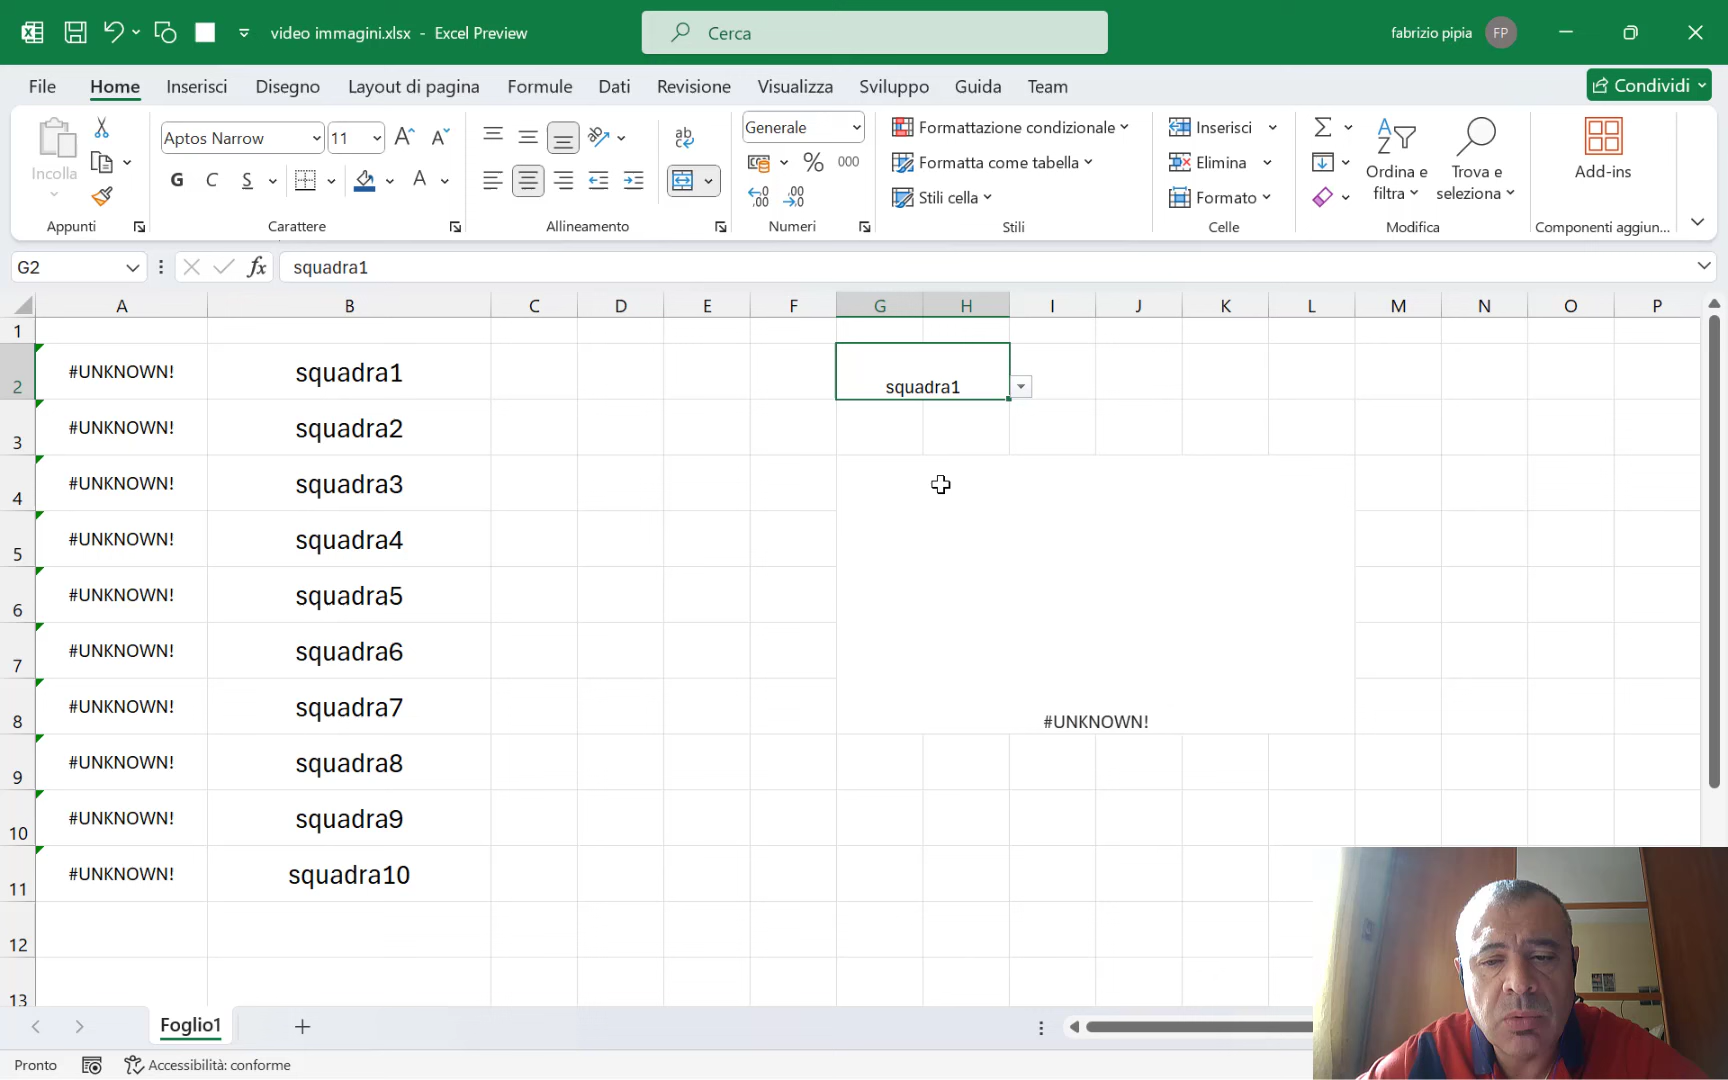 video immagini.xlsx - Excel Preview
Cerca
fabrizio pipia
FP
File Home Inserisci Disegno Layout di pagina Formule Dati Revisione Visualizza Sviluppo Guida Team
Condividi
Incolla
Appunti
Aptos Narrow 11
G C S
Carattere
ab
Allineamento
Generale
% 000
Numeri
Formattazione condizionale
Formatta come tabella
Stili cella
Stili
Inserisci
Elimina
Formato
Celle
Ordina e filtra
Trova e seleziona
Modifica
Add-ins
Componenti aggiun...
G2
fx
squadra1
A B C D E F G H I J K L M N O P
1
2 #UNKNOWN! squadra1 squadra1
3 #UNKNOWN! squadra2
4 #UNKNOWN! squadra3
5 #UNKNOWN! squadra4
6 #UNKNOWN! squadra5
7 #UNKNOWN! squadra6
8 #UNKNOWN! squadra7 #UNKNOWN!
9 #UNKNOWN! squadra8
10 #UNKNOWN! squadra9
11 #UNKNOWN! squadra10
12
13
Foglio1
Pronto
Accessibilità: conforme